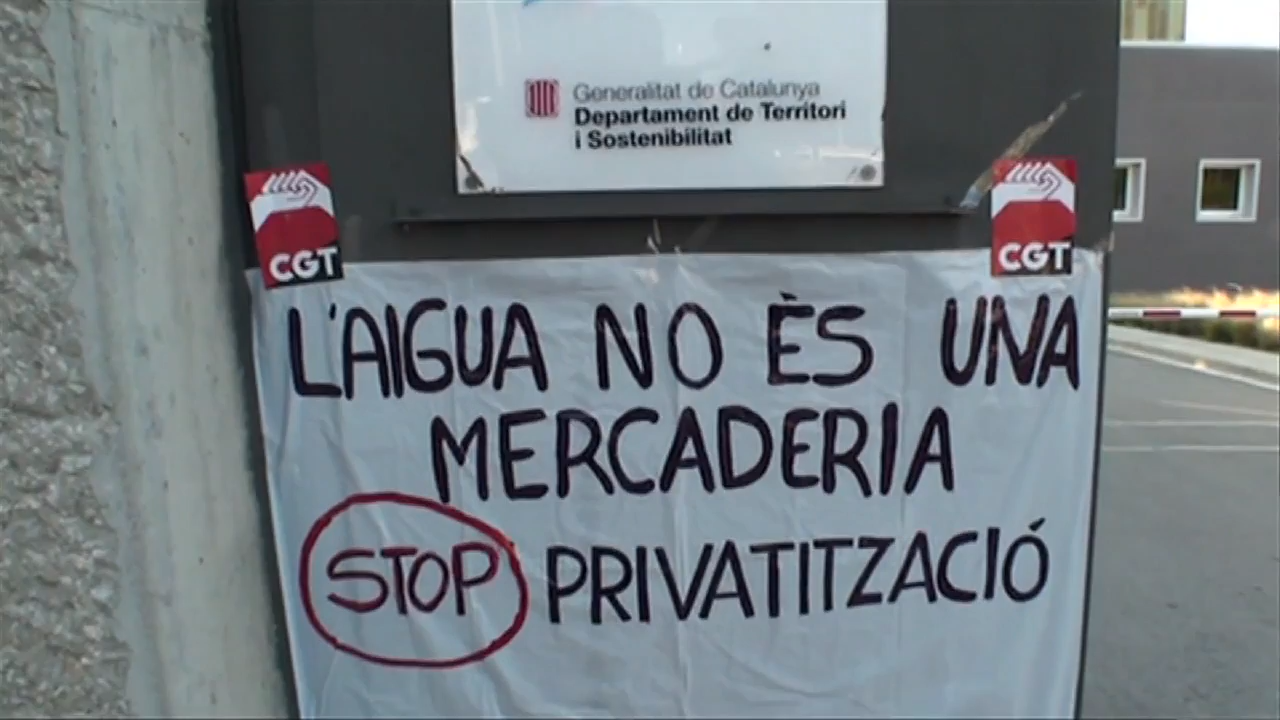 Generalitat de Catalunya
Departament de Territori
i Sostenibilitat
CGT
CGT
L'AIGUA NO ÈS UNA
MERCADERIA
STOP PRIVATITZACIÓ